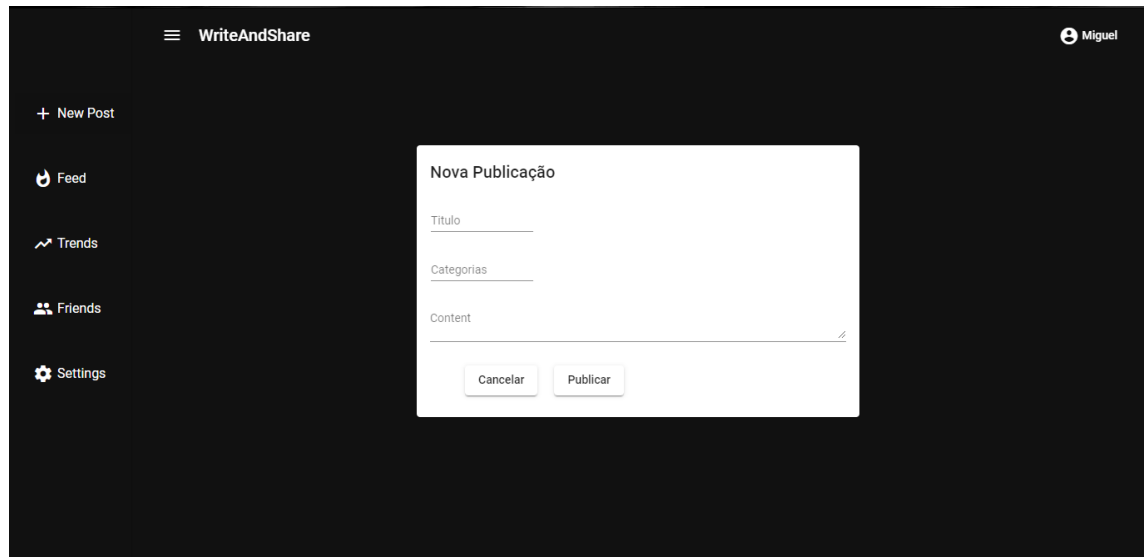 WriteAndShare
Miguel
New Post
Feed
Trends
Friends
Settings
Nova Publicação
Titulo
Categorias
Content
Cancelar
Publicar